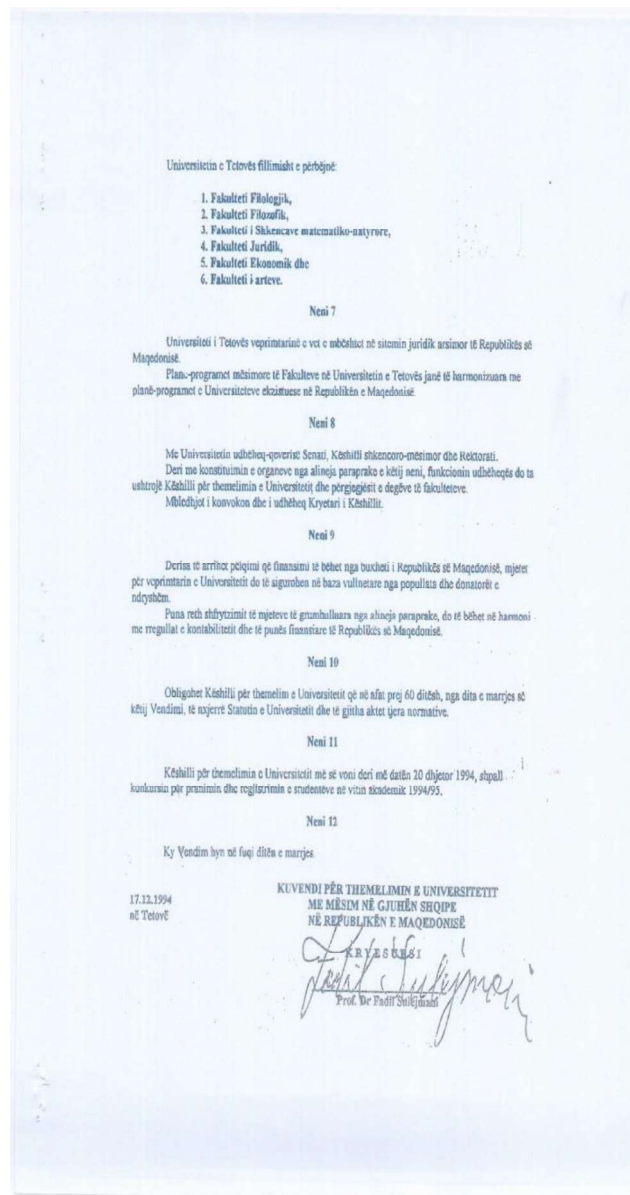 Universitetin e Tetovës fillimisht e përbëjnë:
1. Fakulteti Filologjik,
2. Fakulteti Filozofik,
3. Fakulteti i Shkencave matematiko-natyrore,
4. Fakulteti Juridik,
5. Fakulteti Ekonomik dhe
6. Fakulteti i arteve.
Neni 7
Universiteti i Tetovës veprimtarinë e vet e mbështet në sitemin juridik arsimor të Republikës së
Maqedonisë.
Plane-programet mësimore të Fakulteve në Universitetin e Tetovës janë të harmonizuara me
planë-programet e Universiteteve ekzistuese në Republikën e Maqedonisë.
Neni 8
Me Universitetin udhëheq-qeverisë Senati, Këshilli shkencoro-mësimor dhe Rektorati.
Deri me konstituimin e organeve nga alineja paraprake e këtij neni, funkcionin udhëheqës do ta
ushtrojë Këshilli për themelimin e Universitetit dhe përgjegjësit e degëve të fakulteteve.
Mbledhjet i konvokon dhe i udhëheq Kryetari i Këshillit.
Neni 9
Derisa të arrihet pëlqimi që finansimi të bëhet nga buxheti i Republikës së Maqedonisë, mjetet
për veprimtarin e Universitetit do të sigurohen në baza vullnetare nga popullata dhe donatorët e
ndryshëm.
Puna reth shfrytzimit të mjeteve të grumbulluara nga alineja paraprake, do të bëhet në harmoni
me rregullat e kontabilitetit dhe të punës finansiare të Republikës së Maqedonisë.
Neni 10
Obligohet Këshilli për themelim e Universitetit që në afat prej 60 ditësh, nga dita e marrjes së
këtij Vendimi, të nxjerrë Statutin e Universitetit dhe të gjitha aktet tjera normative.
Neni 11
Këshilli për themelimin e Universitetit më së voni deri më datën 20 dhjetor 1994, shpall
konkursin për pranimin dhe regjistrimin e studentëve në vitin akademik 1994/95.
Neni 12
Ky Vendim hyn në fuqi ditën e marrjes.
17.12.1994
në Tetovë
KUVENDI PËR THEMELIMIN E UNIVERSITETIT
ME MËSIM NË GJUHËN SHQIPE
NË REPUBLIKËN E MAQEDONISË
KRYESUESI
Fadil Sulejmani
Prof. Dr Fadil Sulejmani